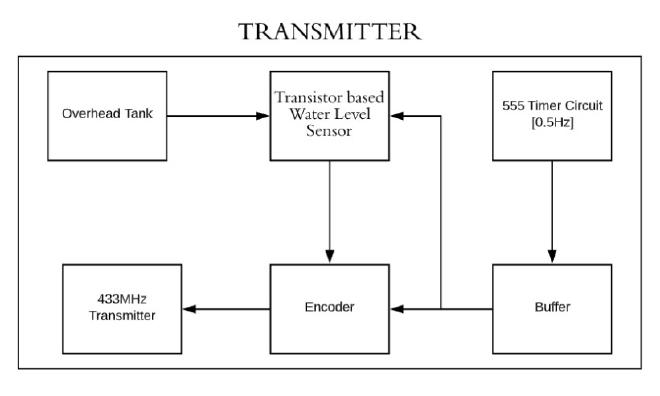 TRANSMITTER
Overhead Tank
Transistor based
Water Level
Sensor
555 Timer Circuit
[0.5Hz]
433MHz
Transmitter
Encoder
Buffer